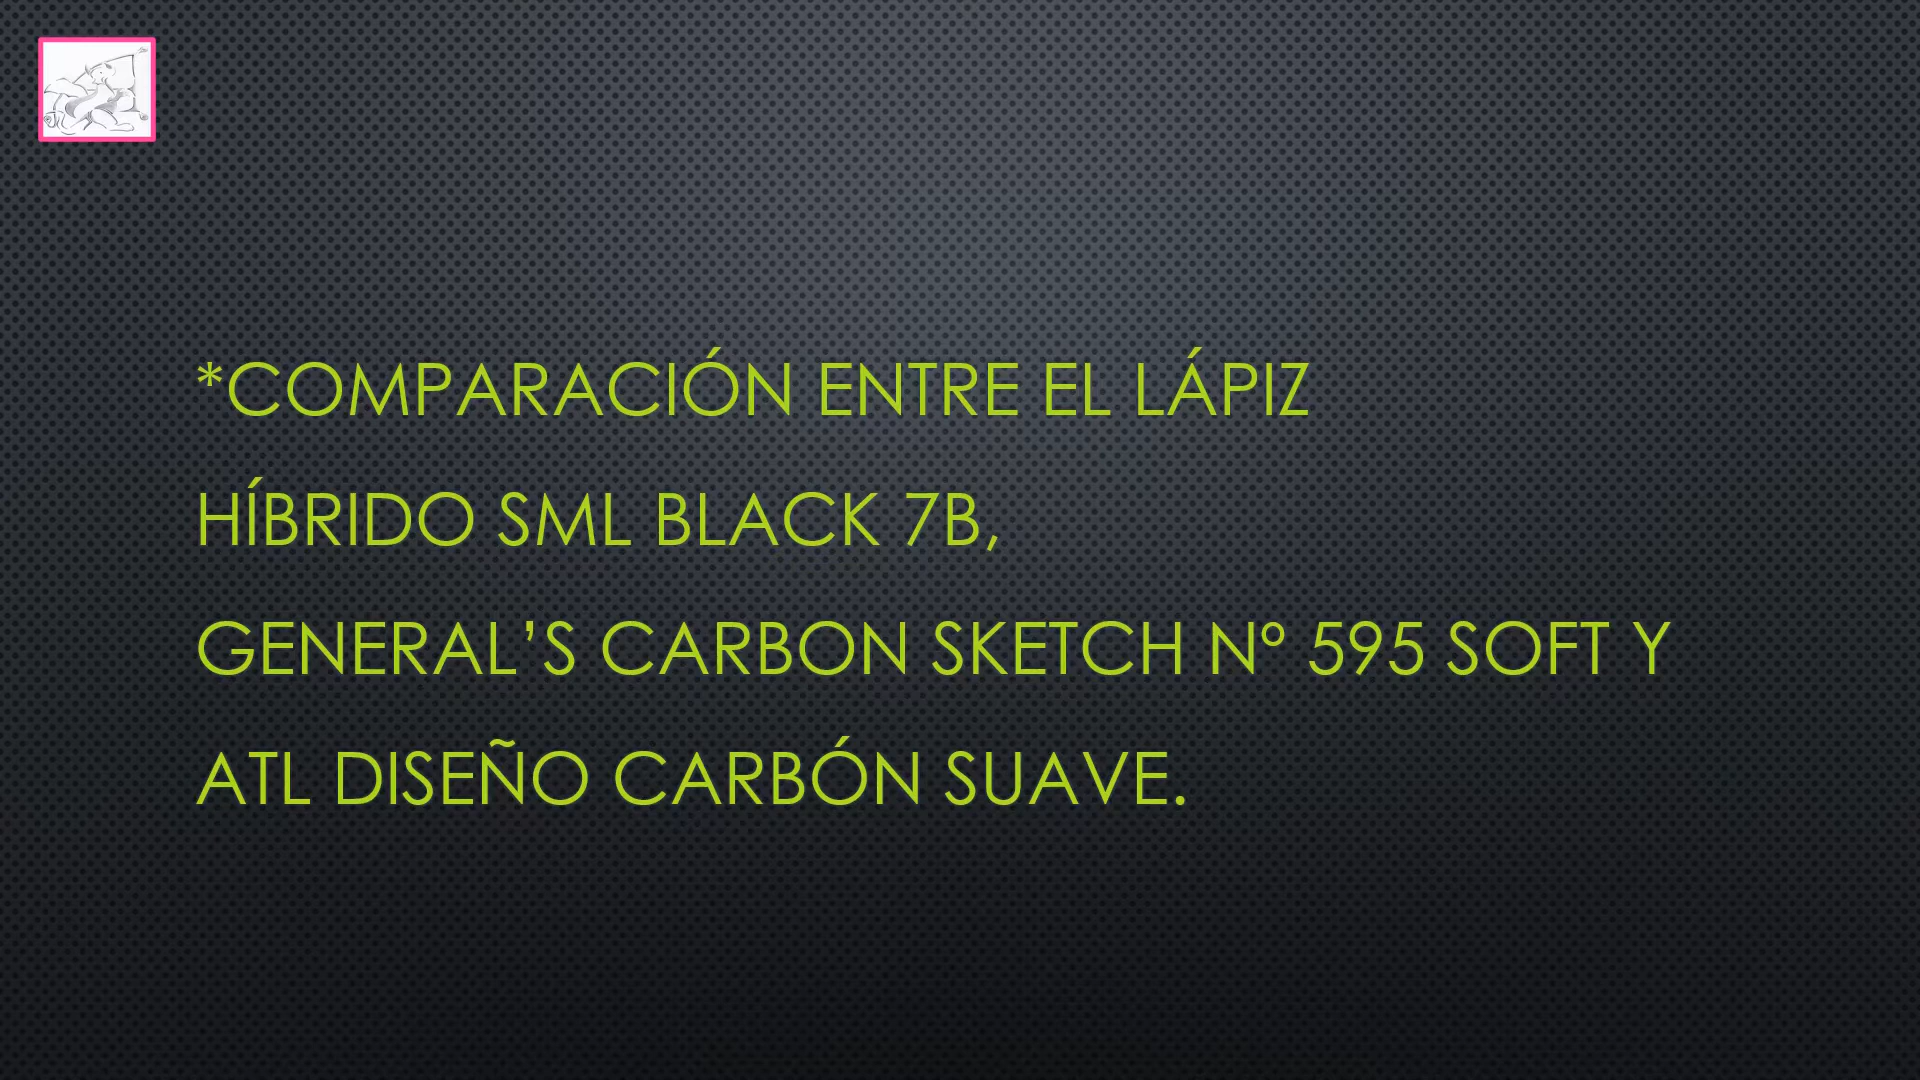 *COMPARACIÓN ENTRE EL LÁPIZ
HÍBRIDO SML BLACK 7B,
GENERAL’S CARBON SKETCH Nº 595 SOFT Y
ATL DISEÑO CARBÓN SUAVE.